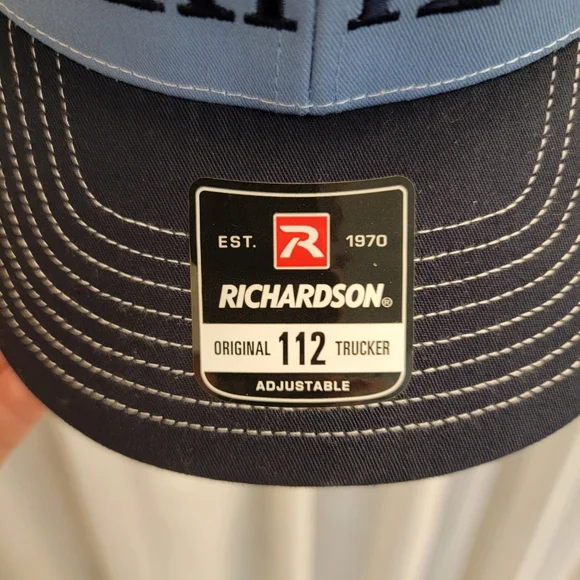 EST. R 1970
RICHARDSON®
ORIGINAL 112 TRUCKER
ADJUSTABLE